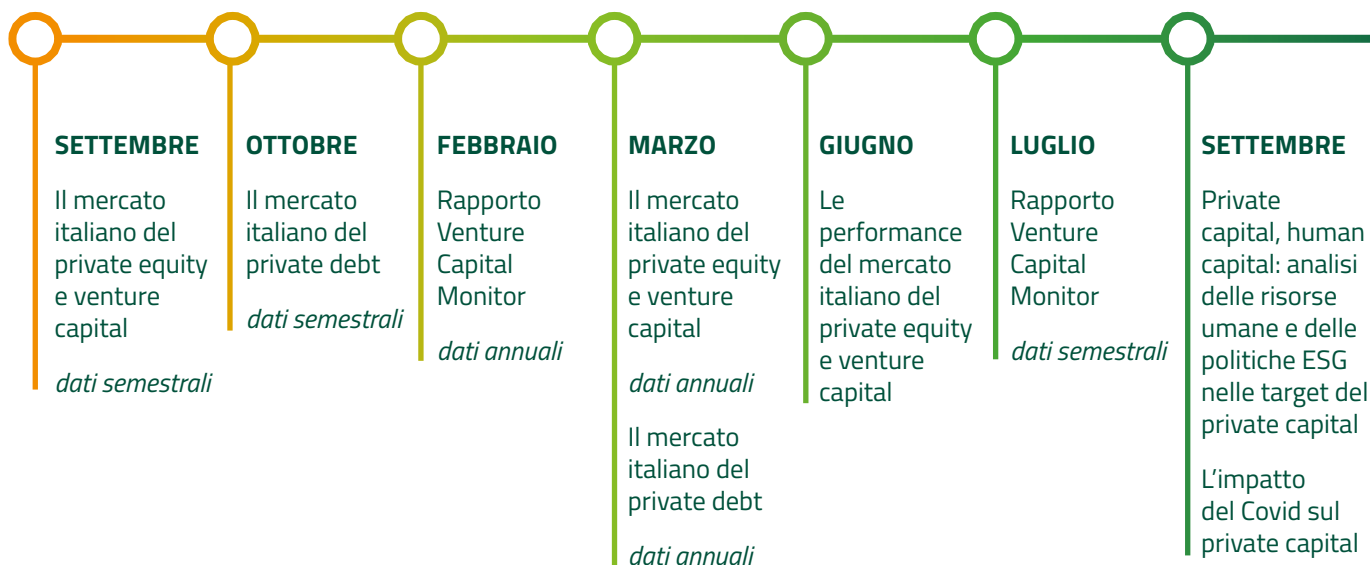 SETTEMBRE
Il mercato
italiano del
private equity
e venture
capital
dati semestrali
OTTOBRE
Il mercato
italiano del
private debt
dati semestrali
FEBBRAIO
Rapporto
Venture
Capital
Monitor
dati annuali
MARZO
Il mercato
italiano del
private equity
e venture
capital
dati annuali
Il mercato
italiano del
private debt
dati annuali
GIUGNO
Le
performance
del mercato
italiano del
private equity
e venture
capital
LUGLIO
Rapporto
Venture
Capital
Monitor
dati semestrali
SETTEMBRE
Private
capital, human
capital: analisi
delle risorse
umane e delle
politiche ESG
nelle target del
private capital
L’impatto
del Covid sul
private capital